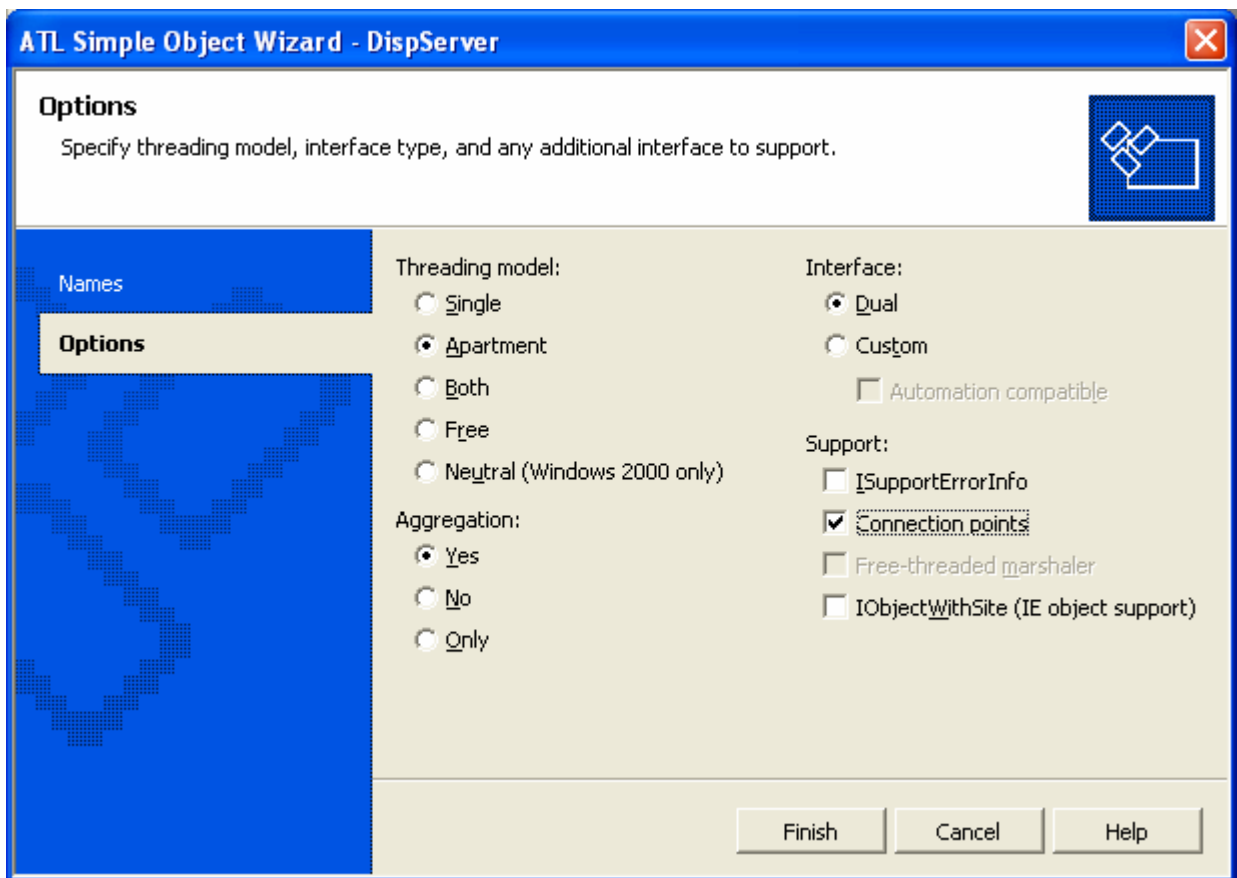 ATL Simple Object Wizard - DispServer
Options
Specify threading model, interface type, and any additional interface to support.
Names
Options
Threading model:
Single
Apartment
Both
Free
Neutral (Windows 2000 only)
Aggregation:
Yes
No
Only
Interface:
Dual
Custom
Automation compatible
Support:
ISupportErrorInfo
Connection points
Free-threaded marshaler
IObjectWithSite (IE object support)
Finish
Cancel
Help